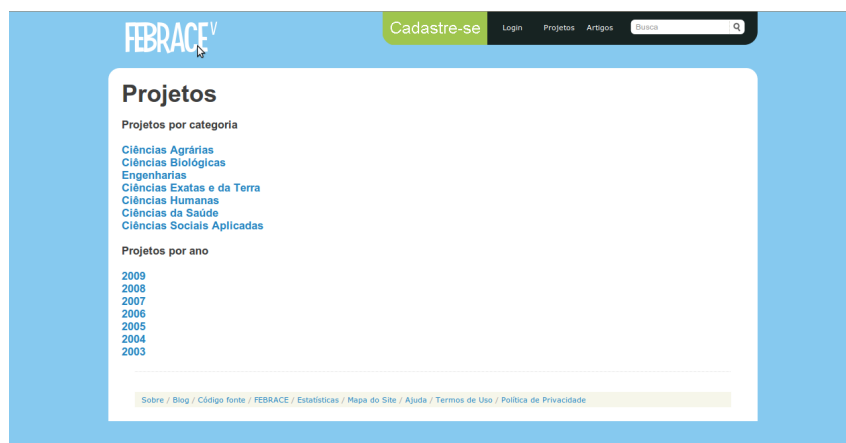 FEBRACE V
Cadastre-se Login Projetos Artigos Busca
Projetos
Projetos por categoria
Ciências Agrárias
Ciências Biológicas
Engenharias
Ciências Exatas e da Terra
Ciências Humanas
Ciências da Saúde
Ciências Sociais Aplicadas
Projetos por ano
2009
2008
2007
2006
2005
2004
2003
Sobre / Blog / Código fonte / FEBRACE / Estatísticas / Mapa do Site / Ajuda / Termos de Uso / Política de Privacidade